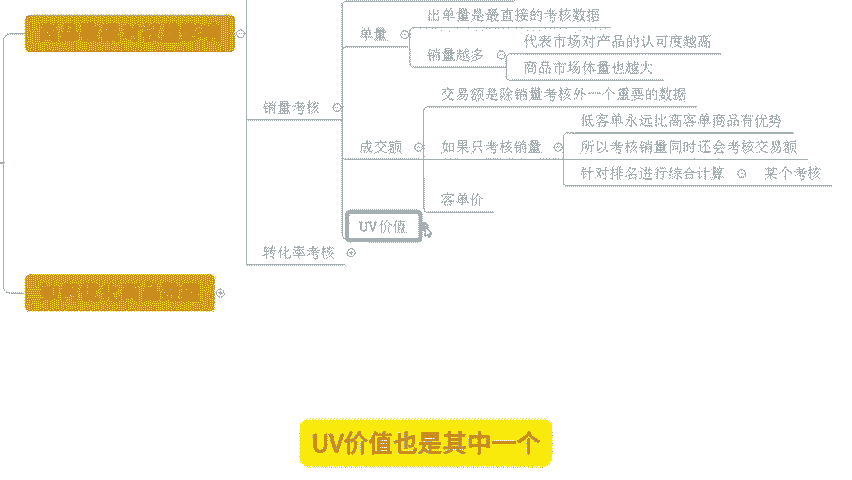 出单量是最直接的考核数据
单量
代表市场对产品的认可度越高
销量越多
商品市场体量也越大
交易额是除销量考核外一个重要的数据
销量考核
低客单永远比高客单商品有优势
成交额
如果只考核销量
所以考核销量同时还会考核交易额
针对排名进行综合计算
某个考核
客单价
UV价值
转化率考核
UV价值也是其中一个